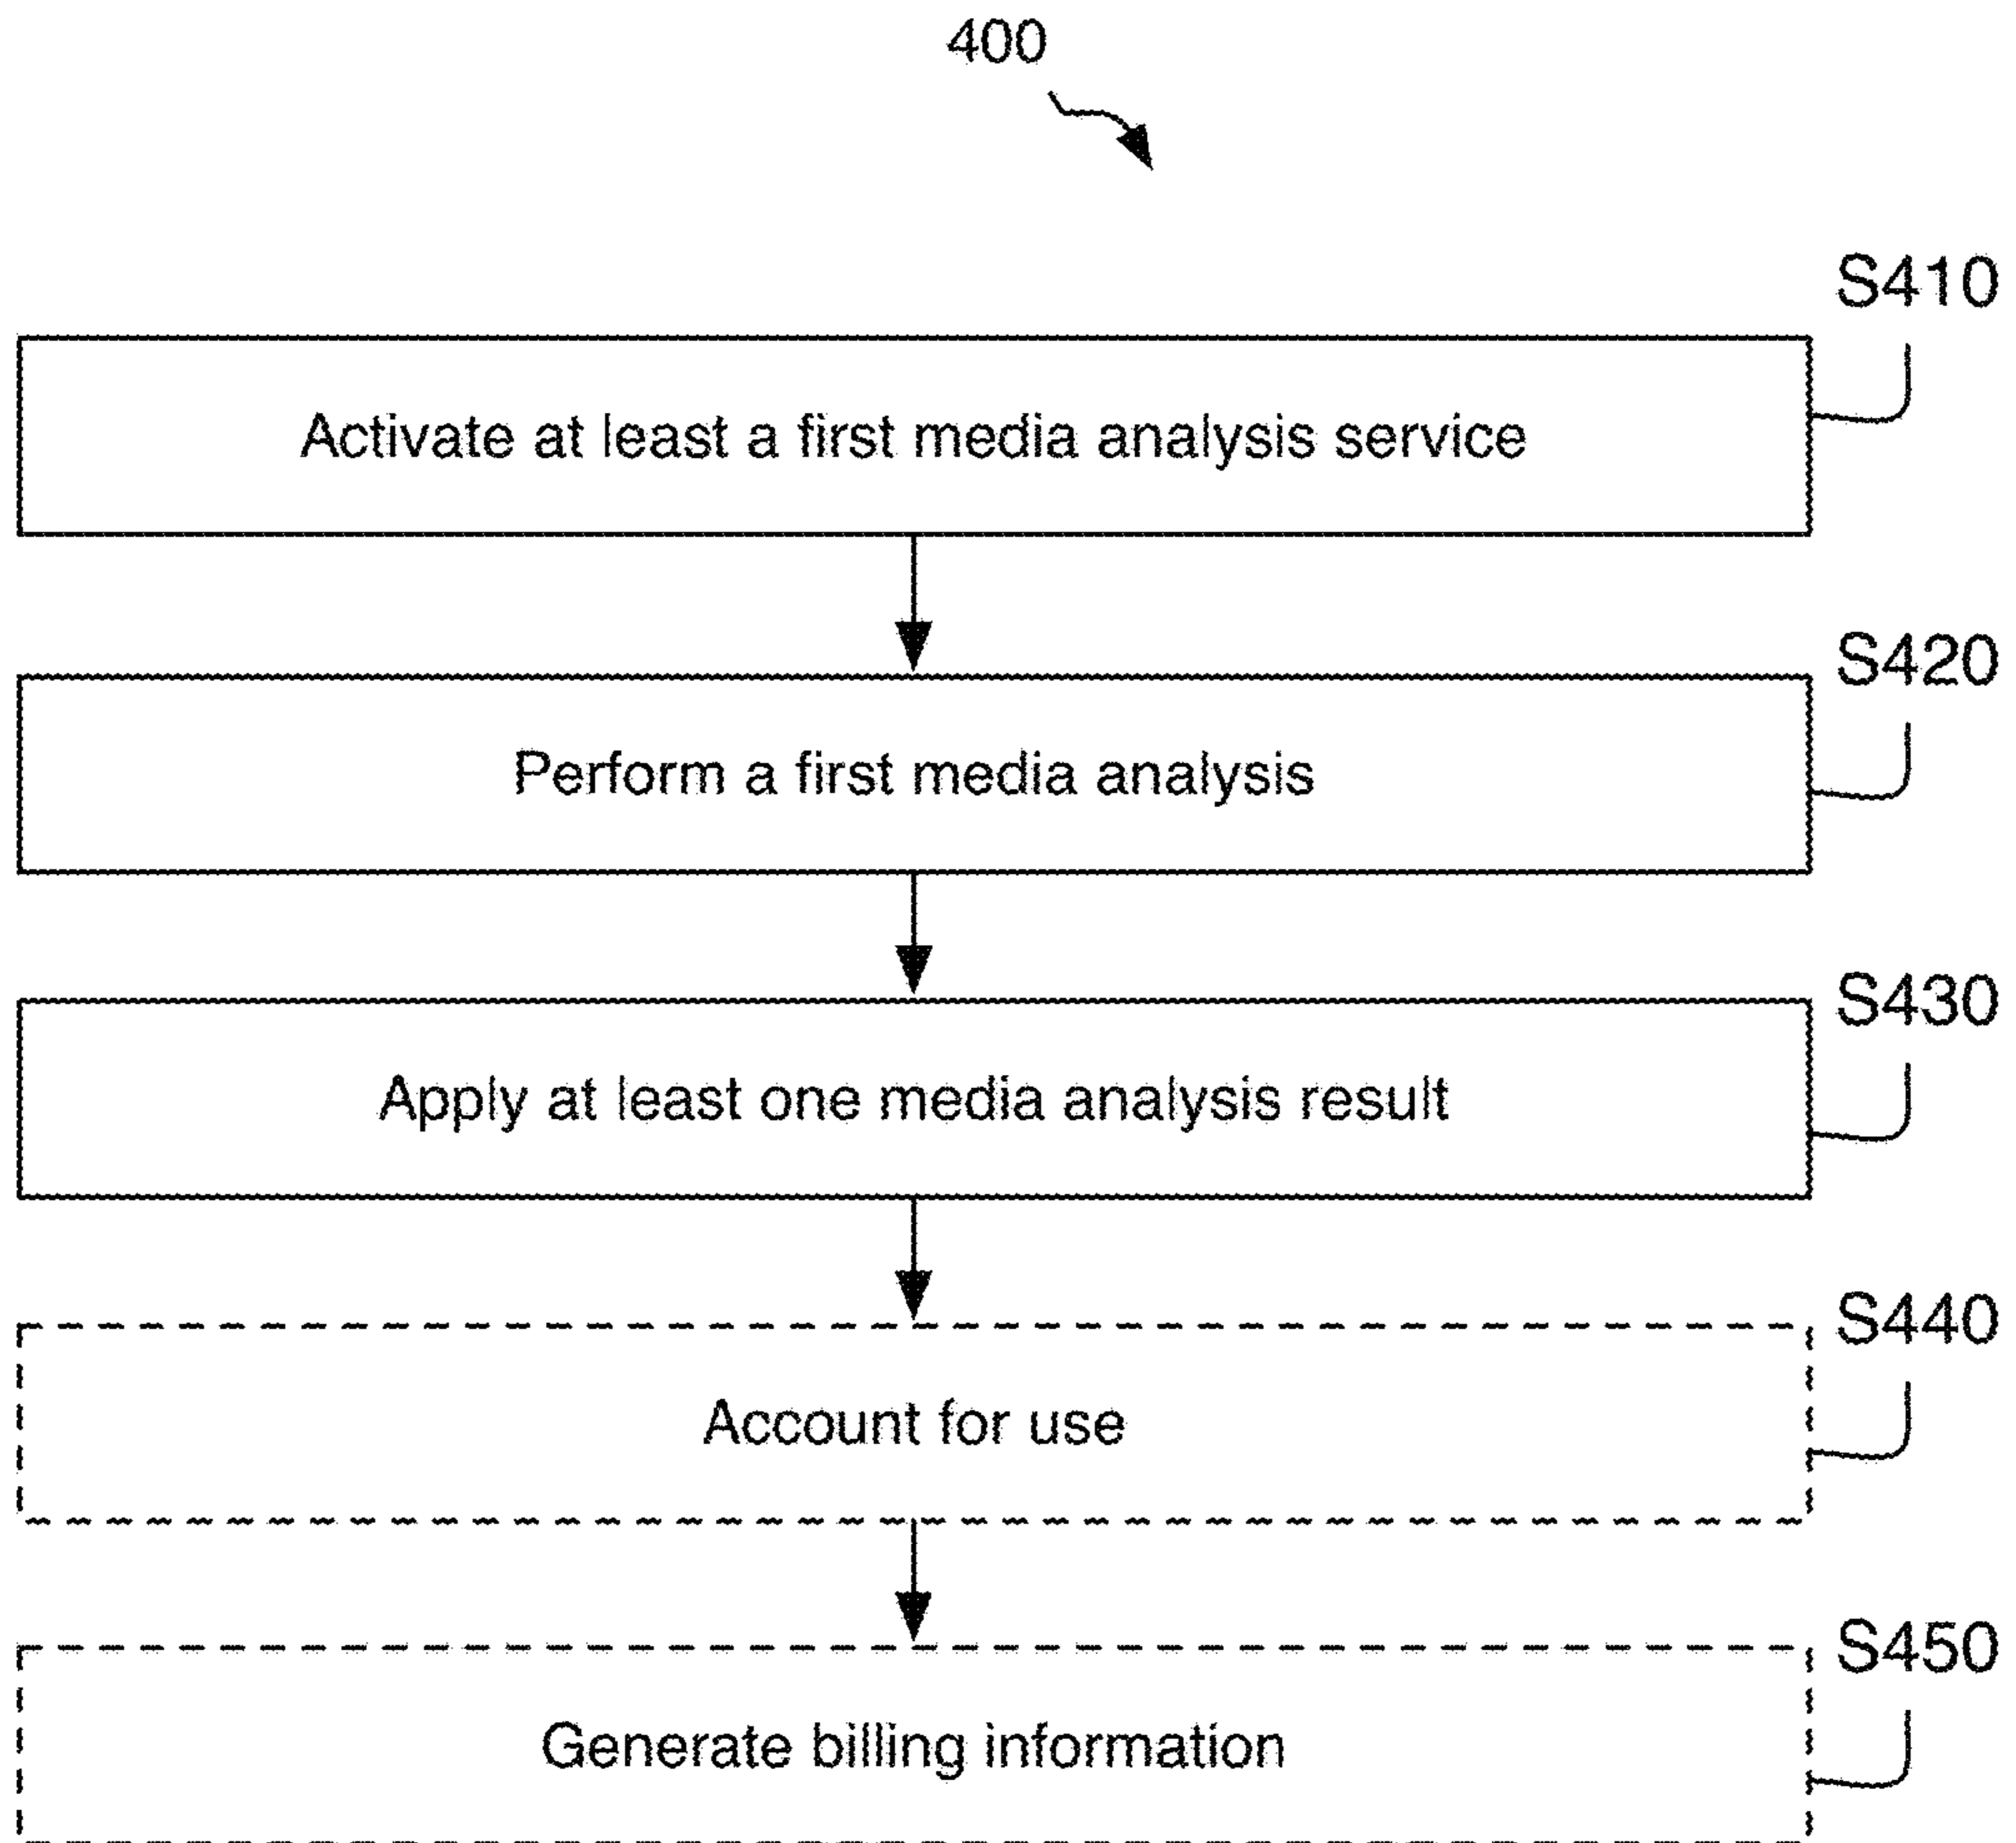 400
S410
Activate at least a first media analysis service
S420
Perform a first media analysis
S430
Apply at least one media analysis result
S440
Account for use
S450
Generate billing information